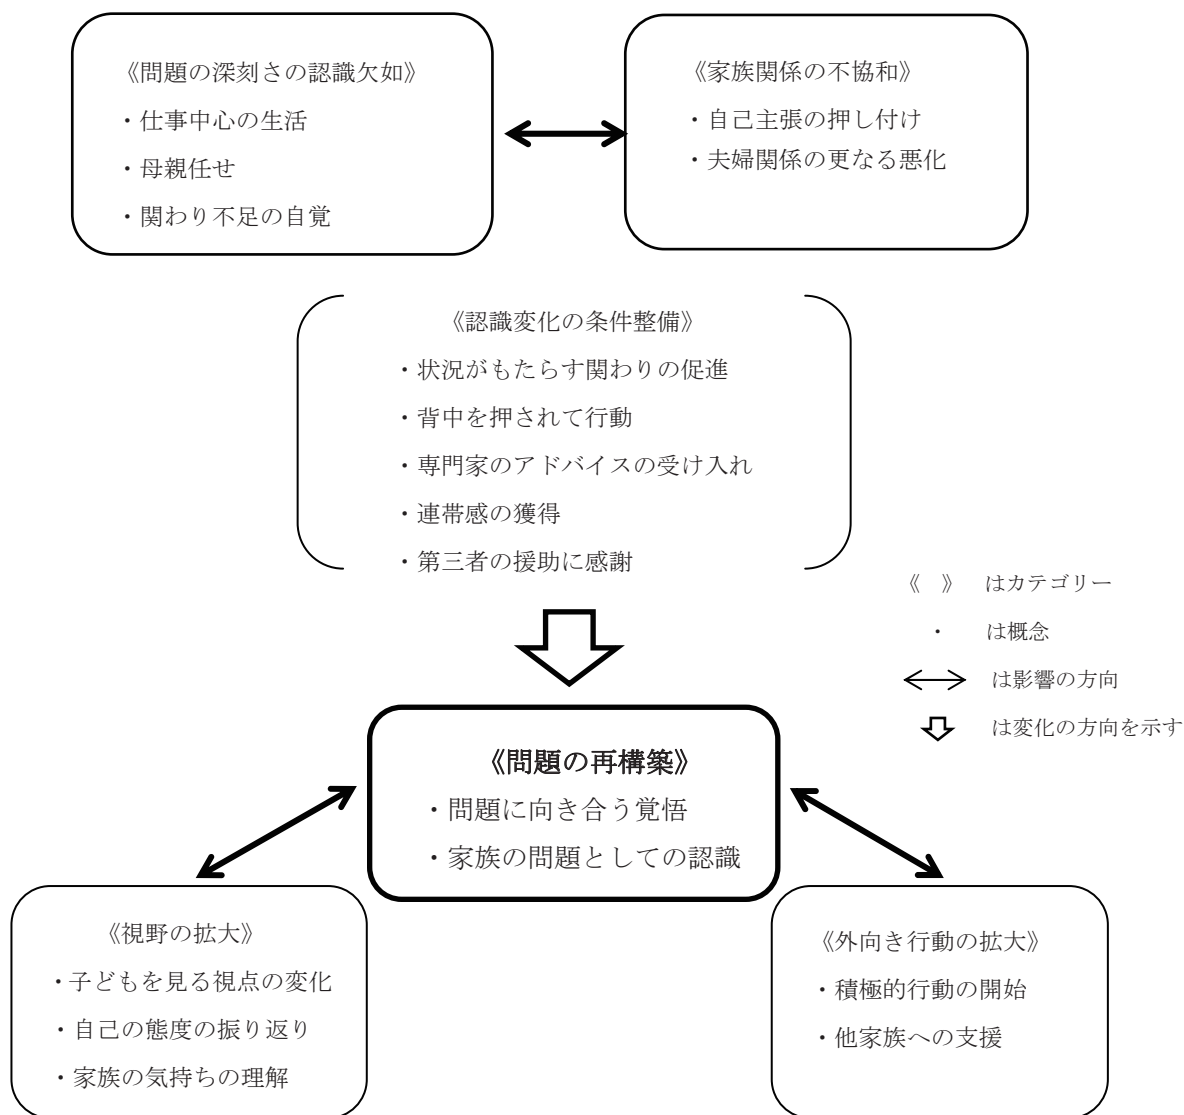 《問題の深刻さの認識欠如》
・仕事中心の生活
・母親任せ
・関わり不足の自覚
《家族関係の不協和》
・自己主張の押し付け
・夫婦関係の更なる悪化
《認識変化の条件整備》
・状況がもたらす関わりの促進
・背中を押されて行動
・専門家のアドバイスの受け入れ
・連帯感の獲得
・第三者の援助に感謝
《　》　はカテゴリー
・　は概念
は影響の方向
は変化の方向を示す
《問題の再構築》
・問題に向き合う覚悟
・家族の問題としての認識
《視野の拡大》
・子どもを見る視点の変化
・自己の態度の振り返り
・家族の気持ちの理解
《外向き行動の拡大》
・積極的行動の開始
・他家族への支援